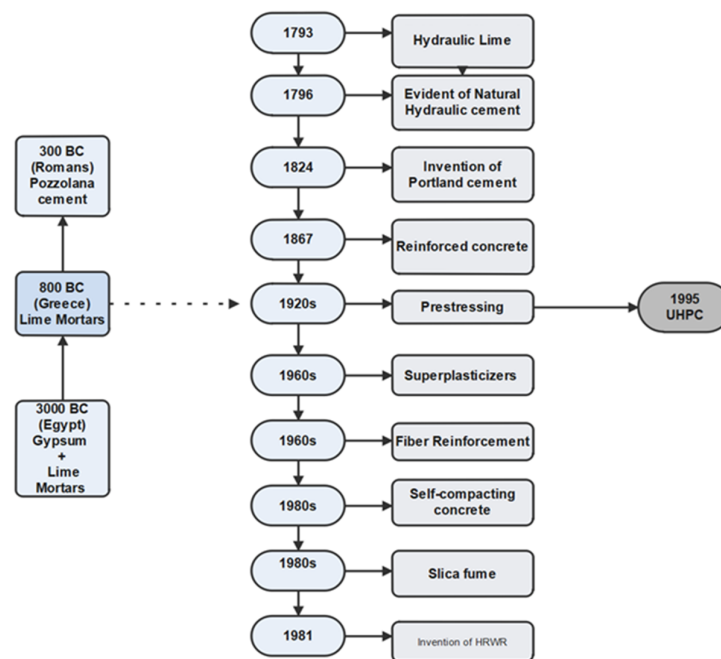 300 BC
(Romans)
Pozzolana
cement
800 BC
(Greece)
Lime Mortars
3000 BC
(Egypt)
Gypsum
+
Lime
Mortars
1793
Hydraulic Lime
1796
Evident of Natural
Hydraulic cement
1824
Invention of
Portland cement
1867
Reinforced concrete
1920s
Prestressing
1960s
Superplasticizers
1960s
Fiber Reinforcement
1980s
Self-compacting
concrete
1980s
Slica fume
1981
Invention of HRWR
1995
UHPC